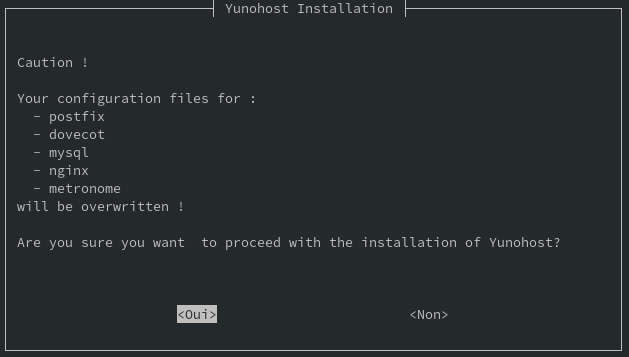 Yunohost Installation
Caution !
Your configuration files for :
- postfix
- dovecot
- mysql
- nginx
- metronome
will be overwritten !
Are you sure you want  to proceed with the installation of Yunohost?
<Oui> <Non>